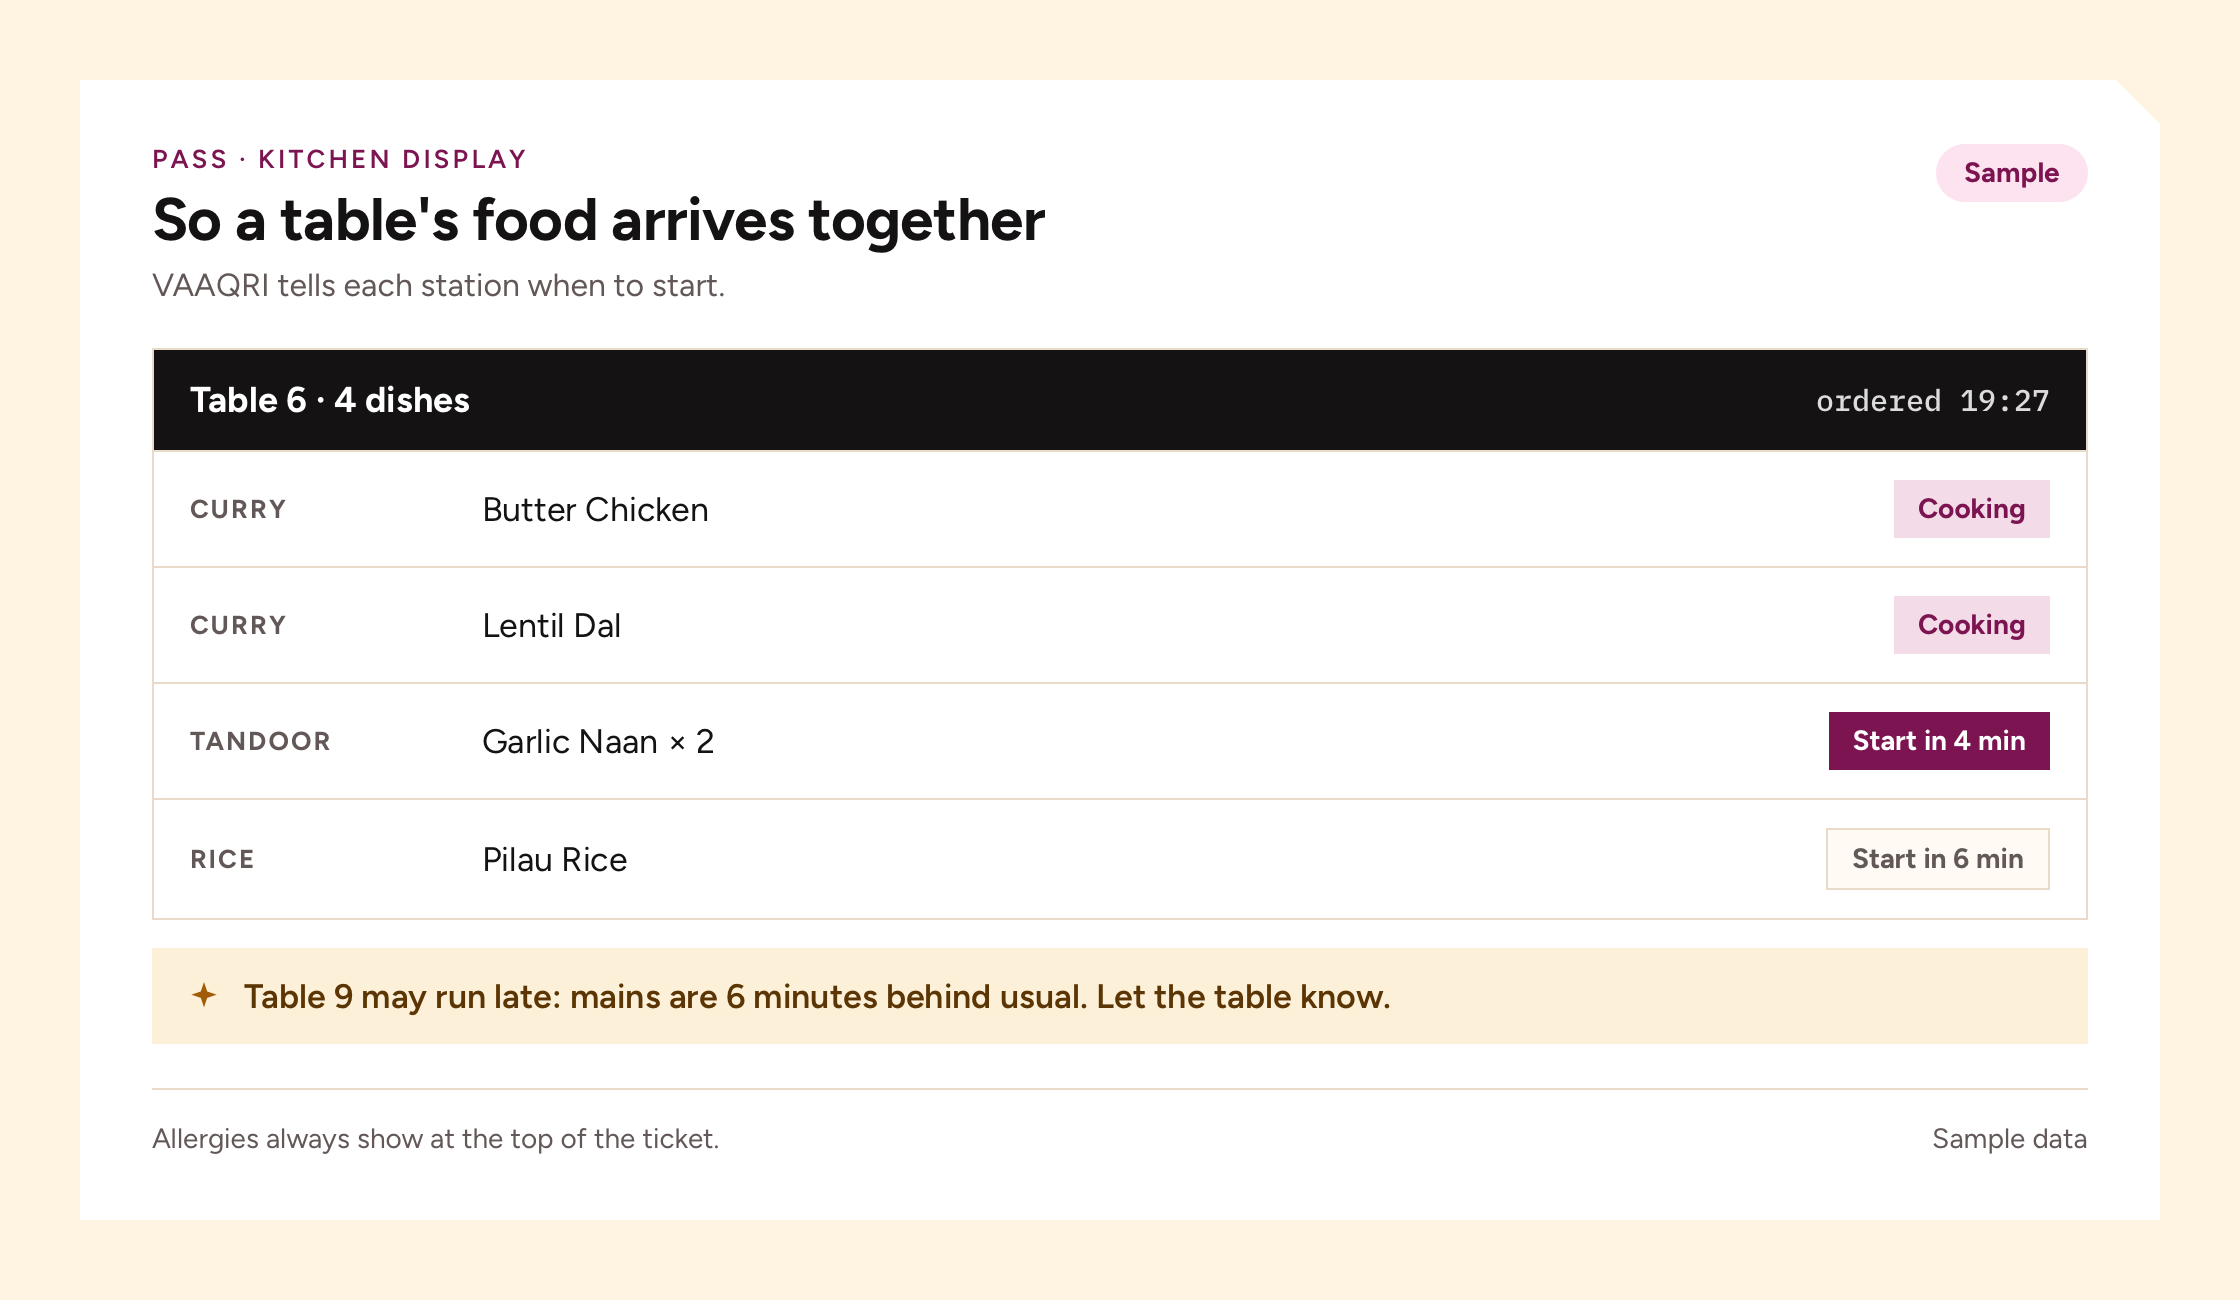 PASS · KITCHEN DISPLAY
Sample
So a table's food arrives together
VAAQRI tells each station when to start.
Table 6 · 4 dishes ordered 19:27
CURRY Butter Chicken Cooking
CURRY Lentil Dal Cooking
TANDOOR Garlic Naan × 2 Start in 4 min
RICE Pilau Rice Start in 6 min
Table 9 may run late: mains are 6 minutes behind usual. Let the table know.
Allergies always show at the top of the ticket. Sample data